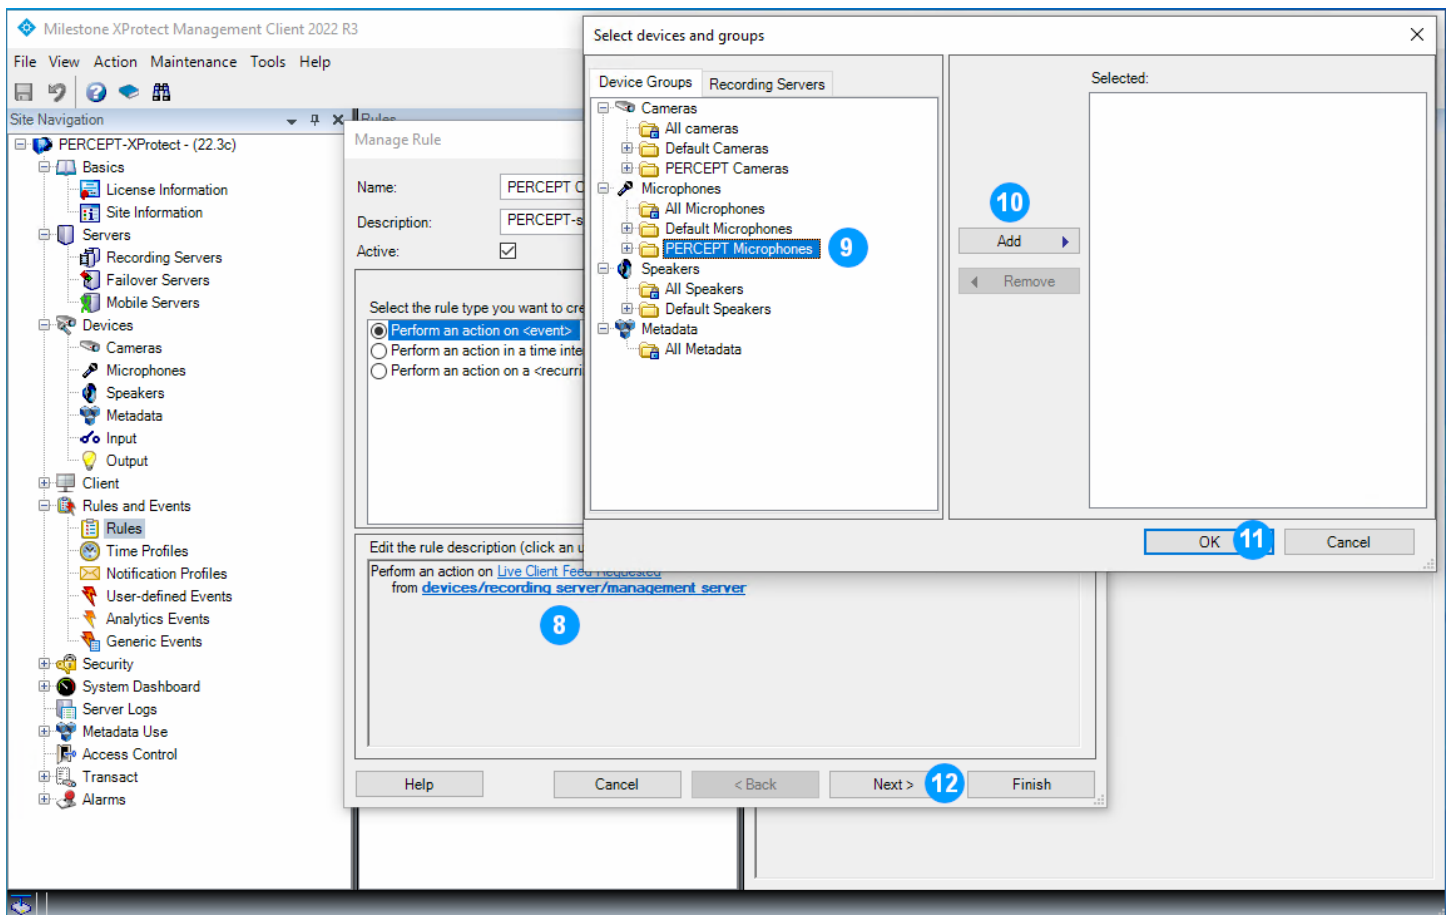 Milestone XProtect Management Client 2022 R3
File View Action Maintenance Tools Help
Site Navigation
PERCEPT-XProtect - (22.3c)
Basics
License Information
Site Information
Servers
Recording Servers
Failover Servers
Mobile Servers
Devices
Cameras
Microphones
Speakers
Metadata
Input
Output
Client
Rules and Events
Rules
Time Profiles
Notification Profiles
User-defined Events
Analytics Events
Generic Events
Security
System Dashboard
Server Logs
Metadata Use
Access Control
Transact
Alarms
Rules
Manage Rule
Name: PERCEPT C
Description: PERCEPT-s
Active:
Select the rule type you want to cre
Perform an action on <event>
Perform an action in a time inte
Perform an action on a <recurri
Edit the rule description (click an u
Perform an action on Live Client Feed Requested
from devices/recording server/management server
8
Help Cancel < Back Next > 12 Finish
Select devices and groups
Device Groups Recording Servers
Cameras
All cameras
Default Cameras
PERCEPT Cameras
Microphones
All Microphones
Default Microphones
PERCEPT Microphones 9
Speakers
All Speakers
Default Speakers
Metadata
All Metadata
10
Add
Remove
Selected:
OK 11 Cancel